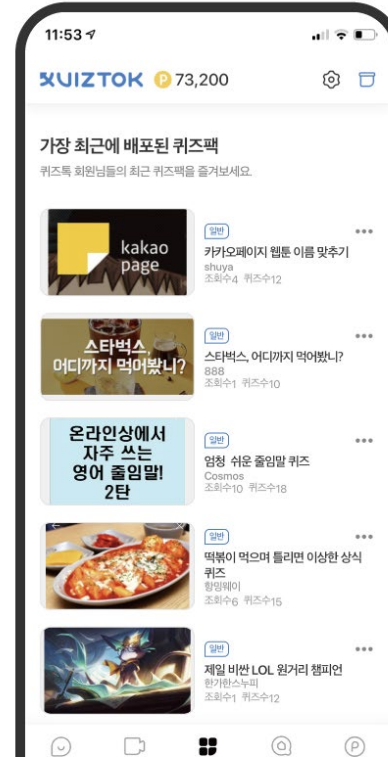 11:53
XUIZTOK P 73,200
가장 최근에 배포된 퀴즈팩
퀴즈톡 회원님들의 최근 퀴즈팩을 즐겨보세요.
kakao
page
일반
카카오페이지 웹툰 이름 맞추기
shuya
조회수4 퀴즈수12
스타벅스,
어디까지 먹어봤니?
일반
스타벅스, 어디까지 먹어봤니?
888
조회수1 퀴즈수10
온라인상에서
자주 쓰는
영어 줄임말!
2탄
일반
엄청 쉬운 줄임말 퀴즈
Cosmos
조회수10 퀴즈수18
일반
떡볶이 먹으며 틀리면 이상한 상식
퀴즈
항밍웨이
조회수6 퀴즈수15
일반
제일 비싼 LOL 원거리 챔피언
한가한스누피
조회수1 퀴즈수12
P